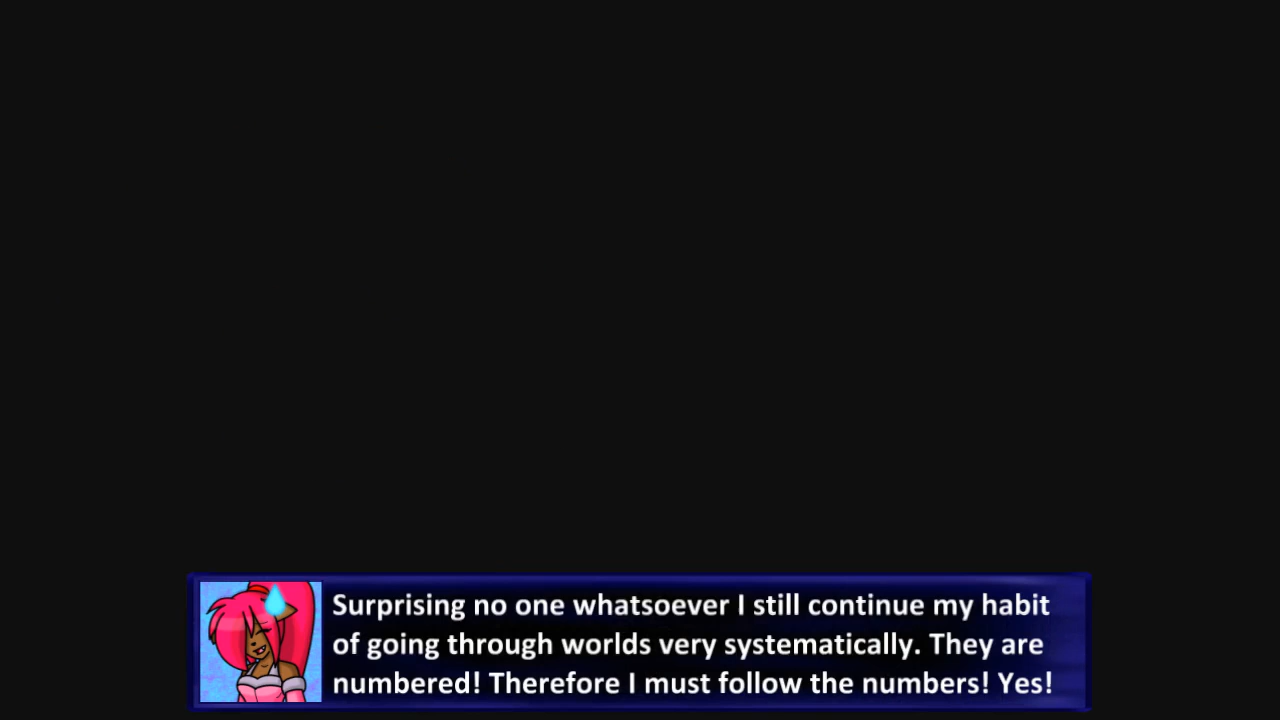 Surprising no one whatsoever I still continue my habit
of going through worlds very systematically. They are
numbered! Therefore I must follow the numbers! Yes!